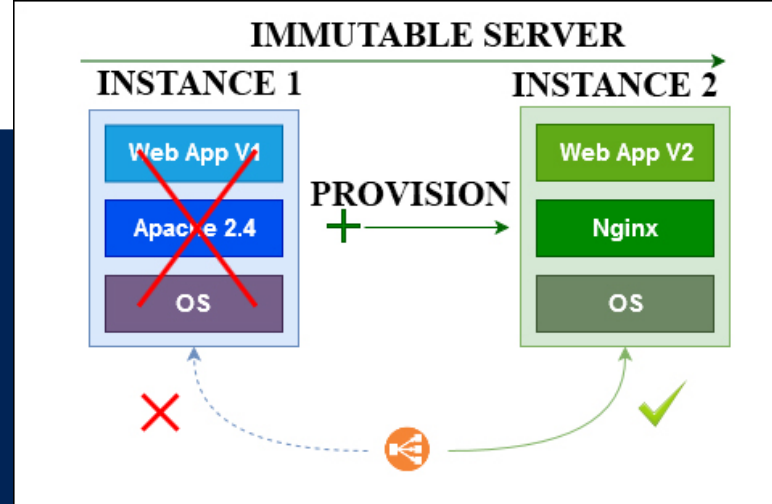 IMMUTABLE SERVER
INSTANCE 1
INSTANCE 2
Web App V1
Apache 2.4
OS
PROVISION
Web App V2
Nginx
OS